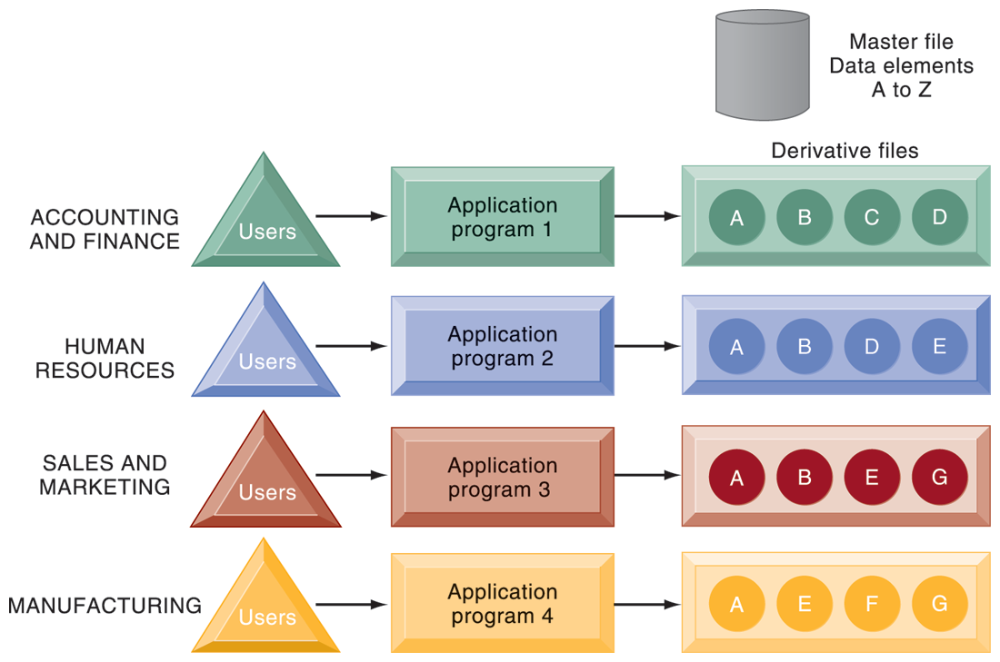 Master file
Data elements
A to Z
Derivative files
ACCOUNTING
AND FINANCE
Users
Application
program 1
A B C D
HUMAN
RESOURCES
Users
Application
program 2
A B D E
SALES AND
MARKETING
Users
Application
program 3
A B E G
MANUFACTURING
Users
Application
program 4
A E F G